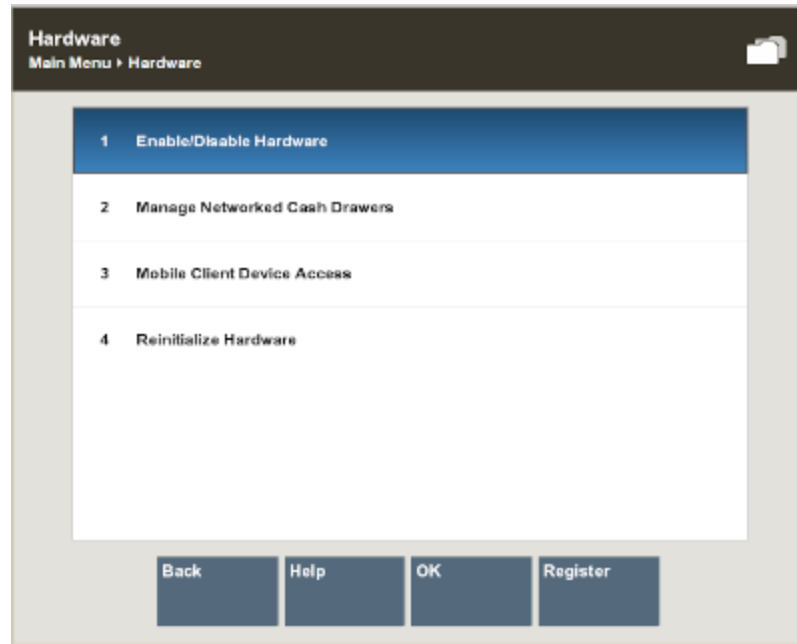 Hardware
Main Menu ▸ Hardware
1 Enable/Disable Hardware
2 Manage Networked Cash Drawers
3 Mobile Client Device Access
4 Reinitialize Hardware
Back Help OK Register